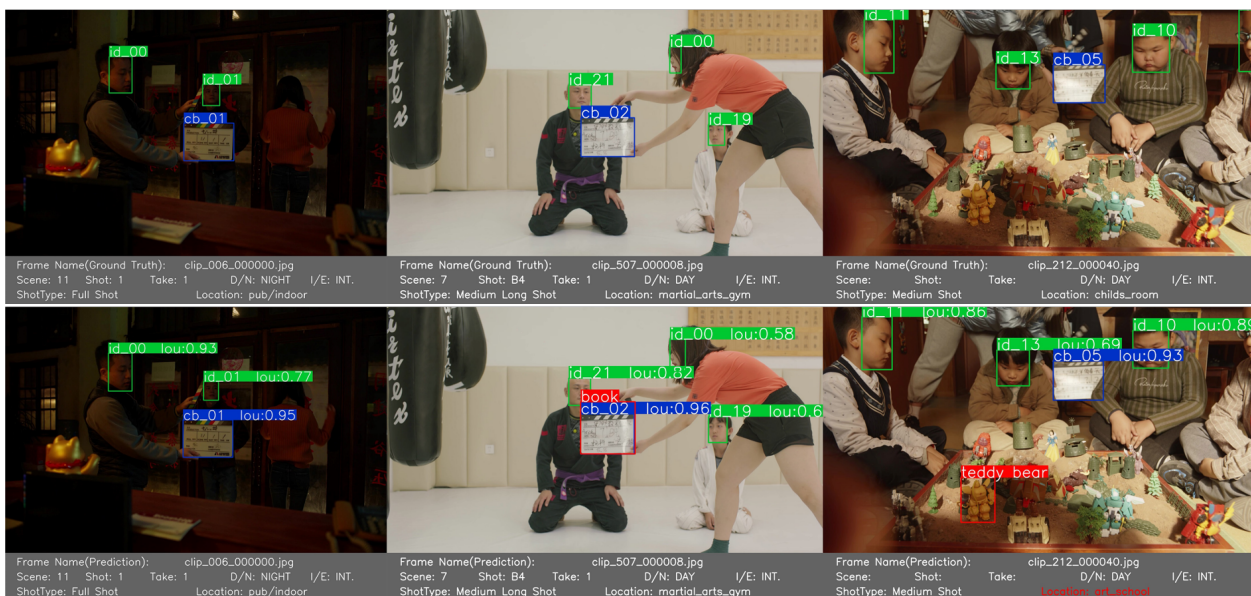 id_00
id_01
cb_01
id_00
id_21
cb_02
id_19
id_11
id_13
cb_05
id_10
Frame Name(Ground Truth): clip_006_000000.jpg
Scene: 11 Shot: 1 Take: 1 D/N: NIGHT I/E: INT.
ShotType: Full Shot Location: pub/indoor
Frame Name(Ground Truth): clip_507_000008.jpg
Scene: 7 Shot: B4 Take: 1 D/N: DAY I/E: INT.
ShotType: Medium Long Shot Location: martial_arts_gym
Frame Name(Ground Truth): clip_212_000040.jpg
Scene: Shot: Take: D/N: DAY I/E: INT.
ShotType: Medium Shot Location: childs_room
id_00 Iou:0.93
id_01 Iou:0.77
cb_01 Iou:0.95
id_00 Iou:0.58
id_21 Iou:0.82
book
cb_02 Iou:0.96
id_19 Iou:0.6
id_11 Iou:0.86
id_13 Iou:0.69
cb_05 Iou:0.93
id_10 Iou:0.89
teddy bear
Frame Name(Prediction): clip_006_000000.jpg
Scene: 11 Shot: 1 Take: 1 D/N: NIGHT I/E: INT.
ShotType: Full Shot Location: pub/indoor
Frame Name(Prediction): clip_507_000008.jpg
Scene: 7 Shot: B4 Take: 1 D/N: DAY I/E: INT.
ShotType: Medium Long Shot Location: martial_arts_gym
Frame Name(Prediction): clip_212_000040.jpg
Scene: Shot: Take: D/N: DAY I/E: INT.
ShotType: Medium Shot Location: art_school